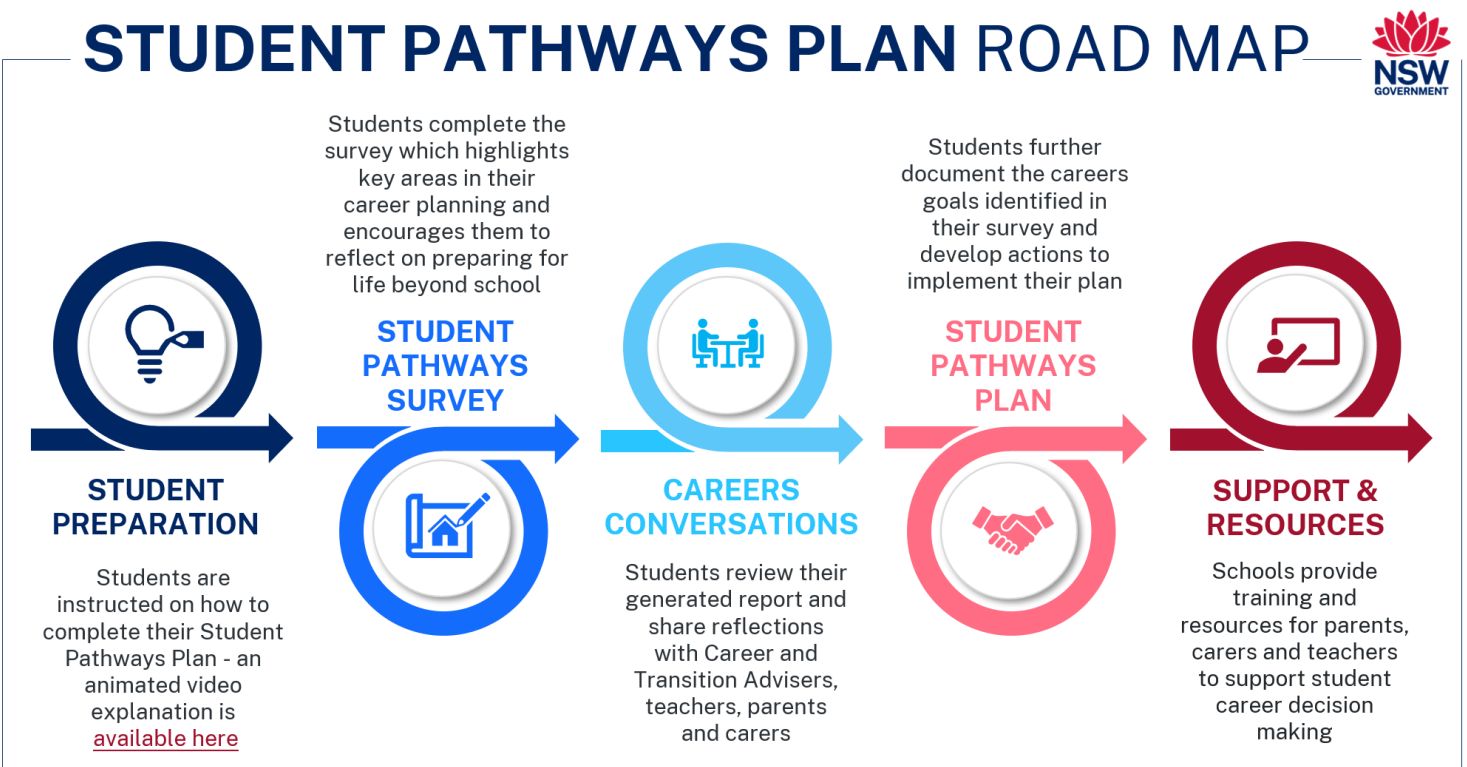 STUDENT PATHWAYS PLAN ROAD MAP
NSW
GOVERNMENT
Students are
instructed on how to
complete their Student
Pathways Plan - an
animated video
explanation is
available here
STUDENT
PREPARATION
Students complete the
survey which highlights
key areas in their
career planning and
encourages them to
reflect on preparing for
life beyond school
STUDENT
PATHWAYS
SURVEY
CAREERS
CONVERSATIONS
Students review their
generated report and
share reflections
with Career and
Transition Advisers,
teachers, parents
and carers
Students further
document the careers
goals identified in
their survey and
develop actions to
implement their plan
STUDENT
PATHWAYS
PLAN
SUPPORT &
RESOURCES
Schools provide
training and
resources for parents,
carers and teachers
to support student
career decision
making